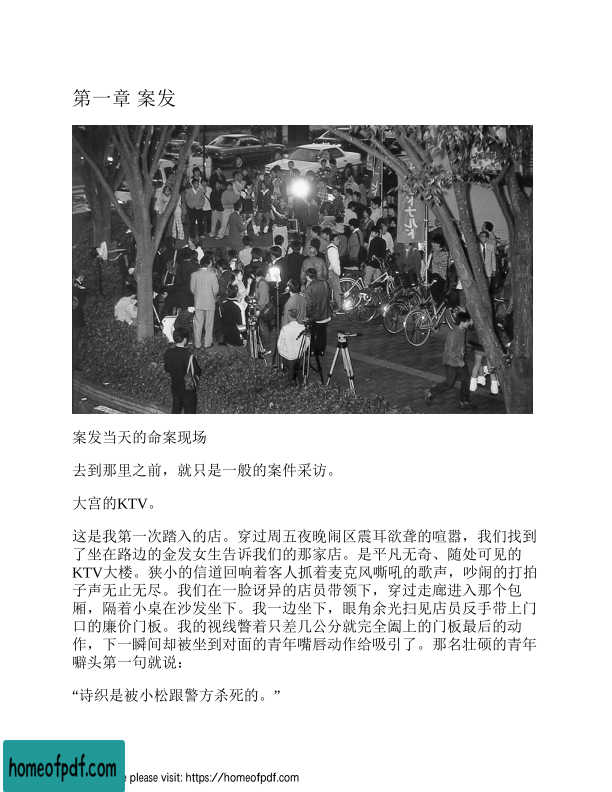 第一章 案发
ドナルド
案发当天的命案现场
去到那里之前，就只是一般的案件采访。
大宫的KTV。
这是我第一次踏入的店。穿过周五夜晚闹区震耳欲聋的喧嚣，我们找到
了坐在路边的金发女生告诉我们的那家店。是平凡无奇、随处可见的
KTV大楼。狭小的信道回响着客人抓着麦克风嘶吼的歌声，吵闹的打拍
子声无止无尽。我们在一脸讶异的店员带领下，穿过走廊进入那个包
厢，隔着小桌在沙发坐下。我一边坐下，眼角余光扫见店员反手带上门
口的廉价门板。我的视线瞥着只差几公分就完全阖上的门板最后的动
作，下一瞬间却被坐到对面的青年嘴唇动作给吸引了。那名壮硕的青年
噼头第一句就说：
“诗织是被小松跟警方杀死的。”
homeofpdf.com
e please visit: https://homeofpdf.com